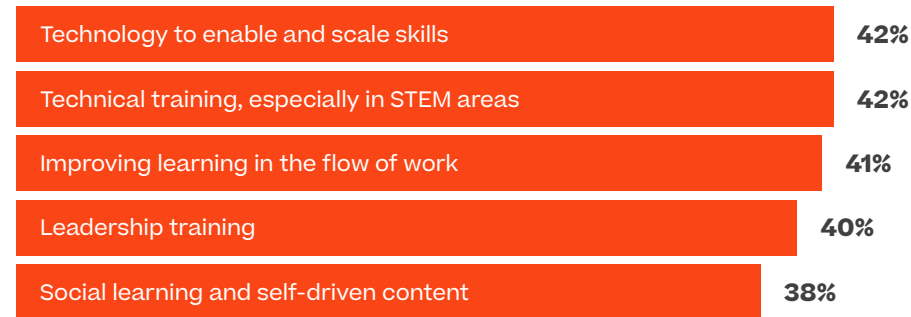 Technology to enable and scale skills 42%
Technical training, especially in STEM areas 42%
Improving learning in the flow of work 41%
Leadership training 40%
Social learning and self-driven content 38%